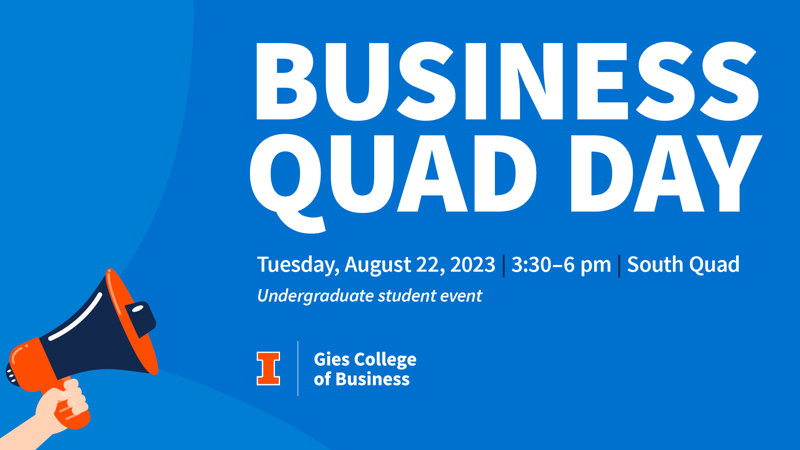 BUSINESS
QUAD DAY
Tuesday, August 22, 2023 | 3:30–6 pm | South Quad
Undergraduate student event
I
Gies College
of Business